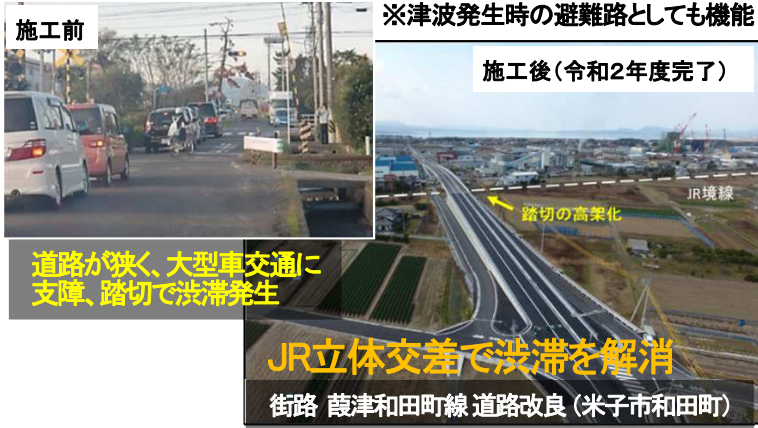 施工前
※津波発生時の避難路としても機能
施工後（令和2年度完了）
JR境線
踏切の高架化
道路が狭く、大型車交通に
支障、踏切で渋滞発生
JR立体交差で渋滞を解消
街路 葭津和田町線 道路改良（米子市和田町）